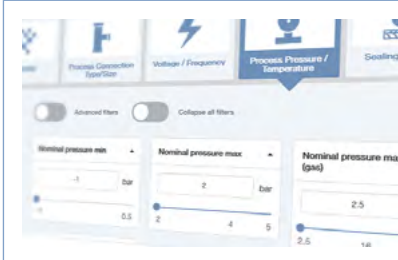 Process Connection
Type/Size
Voltage / Frequency
Process Pressure /
Temperature
Sealing
Advanced filters
Collapse all filters
Nominal pressure min
-1
bar
-1
0.5
Nominal pressure max
2
bar
2
4
5
Nominal pressure ma
(gas)
2.5
2.5
16